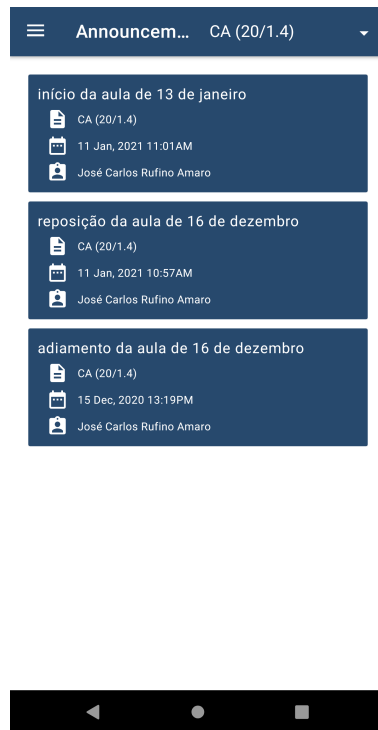 Announcem... CA (20/1.4)
início da aula de 13 de janeiro
CA (20/1.4)
11 Jan, 2021 11:01AM
José Carlos Rufino Amaro
reposição da aula de 16 de dezembro
CA (20/1.4)
11 Jan, 2021 10:57AM
José Carlos Rufino Amaro
adiamento da aula de 16 de dezembro
CA (20/1.4)
15 Dec, 2020 13:19PM
José Carlos Rufino Amaro